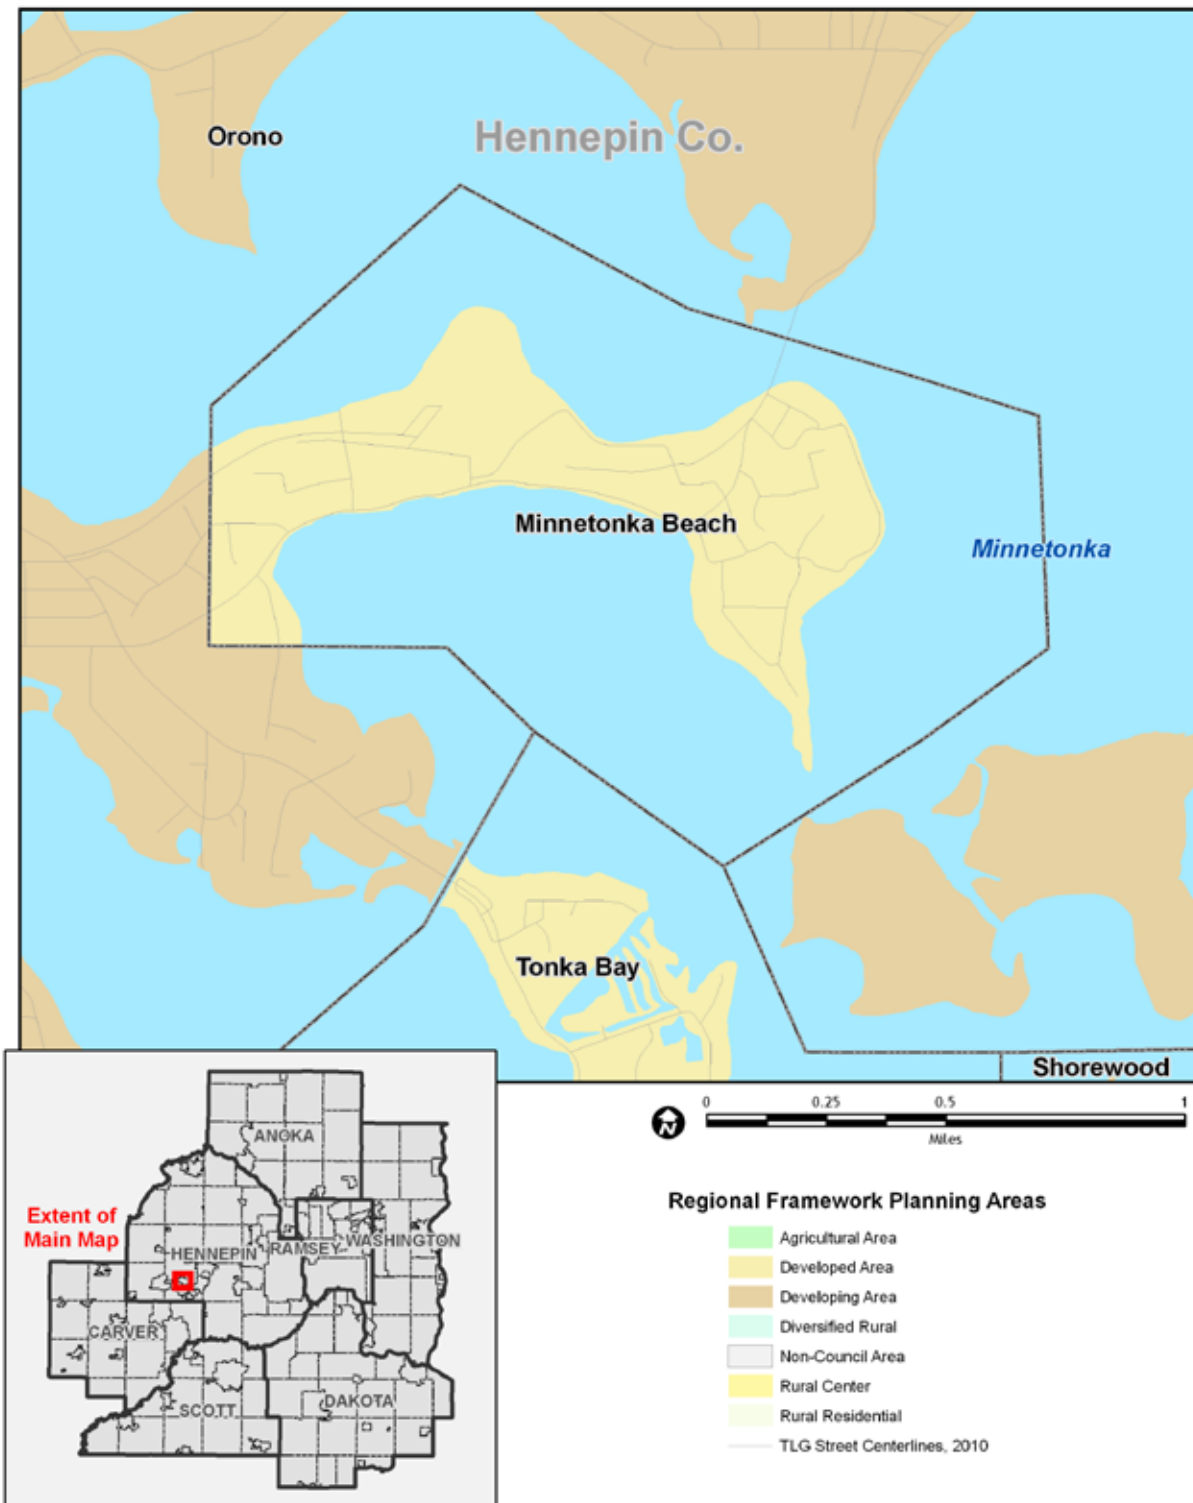 Orono
Hennepin Co.
Minnetonka Beach
Minnetonka
Tonka Bay
Shorewood
0 0.25 0.5 1
Miles
N
Regional Framework Planning Areas
Agricultural Area
Developed Area
Developing Area
Diversified Rural
Non-Council Area
Rural Center
Rural Residential
TLG Street Centerlines, 2010
Extent of
Main Map
ANOKA
HENNEPIN
RAMSEY
WASHINGTON
CARVER
SCOTT
DAKOTA